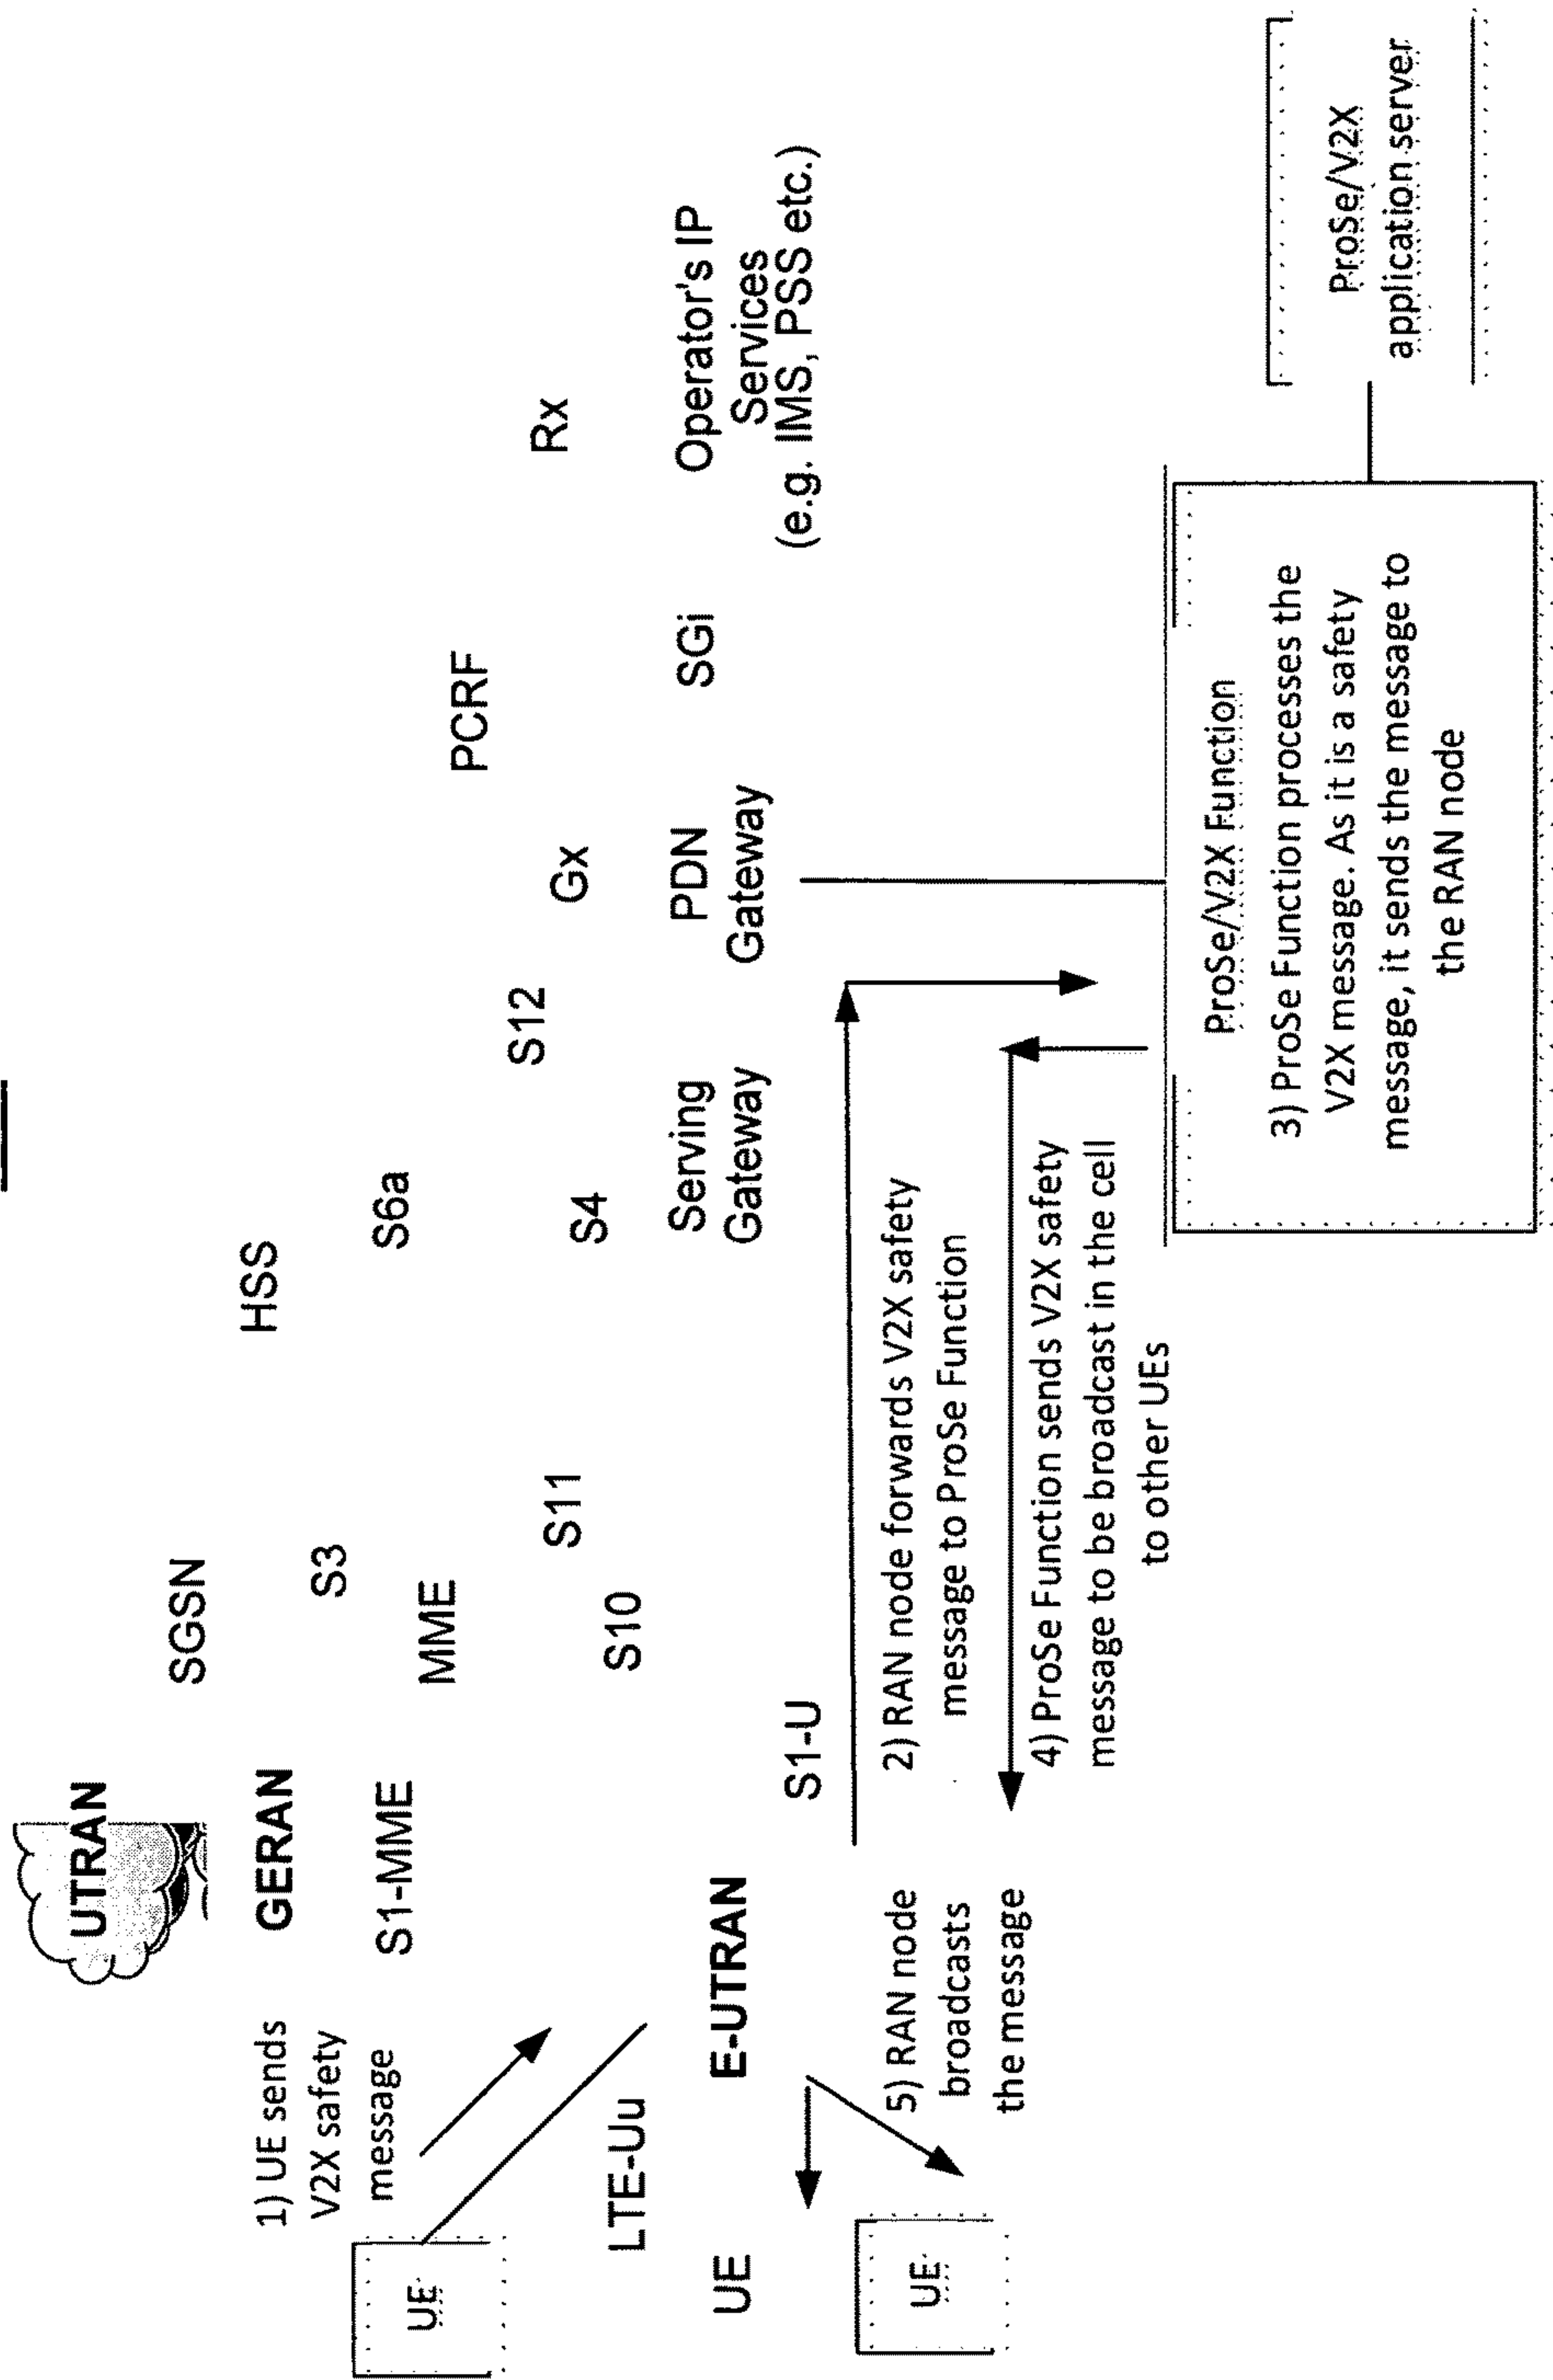 UTRAN
SGSN
HSS
GERAN
S3
S6a
PCRF
1) UE sends
V2X safety
message
S1-MME
MME
S12
Rx
UE
S11
S4
Gx
LTE-Uu
S10
UE
E-UTRAN
Serving
Gateway
PDN
Gateway
SGi
Operator's IP
Services
(e.g. IMS, PSS etc.)
S1-U
UE
5) RAN node
broadcasts
the message
2) RAN node forwards V2X safety
message to ProSe Function
4) ProSe Function sends V2X safety
message to be broadcast in the cell
to other UEs
ProSe/V2X Function
3) ProSe Function processes the
V2X message. As it is a safety
message, it sends the message to
the RAN node
ProSe/V2X
application server